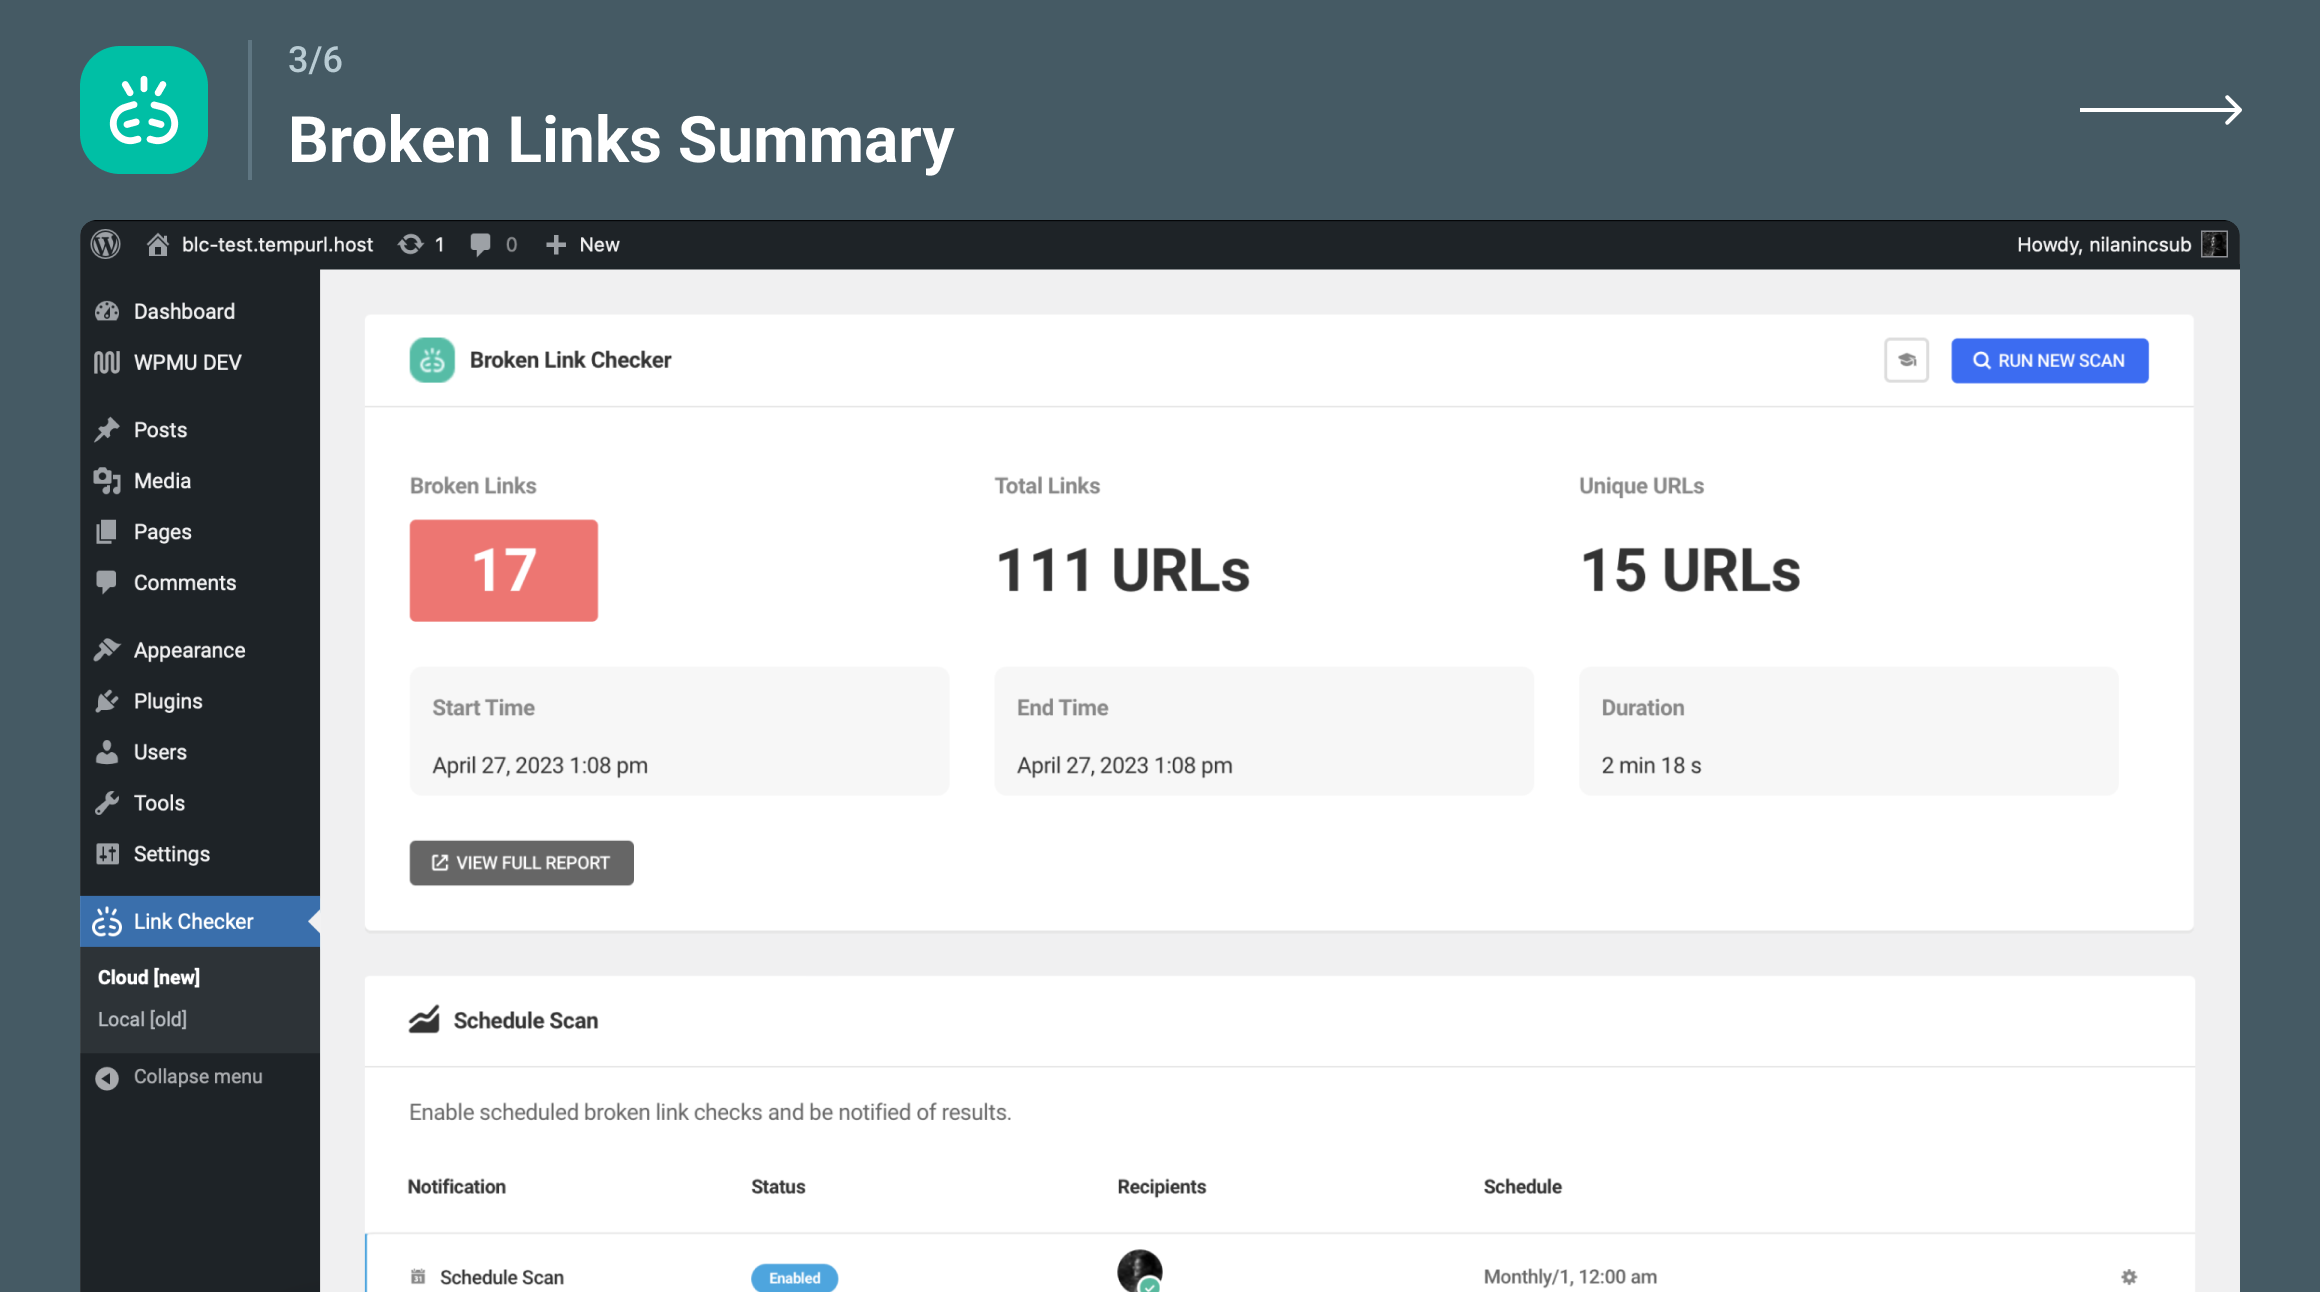 3/6
Broken Links Summary
blc-test.tempurl.host 1 0 New
Howdy, nilanincsub
Dashboard
WPMU DEV
Posts
Media
Pages
Comments
Appearance
Plugins
Users
Tools
Settings
Link Checker
Cloud [new]
Local [old]
Collapse menu
Broken Link Checker
RUN NEW SCAN
Broken Links
17
Total Links
111 URLs
Unique URLs
15 URLs
Start Time
April 27, 2023 1:08 pm
End Time
April 27, 2023 1:08 pm
Duration
2 min 18 s
VIEW FULL REPORT
Schedule Scan
Enable scheduled broken link checks and be notified of results.
Notification Status Recipients Schedule
Schedule Scan Enabled Monthly/1, 12:00 am